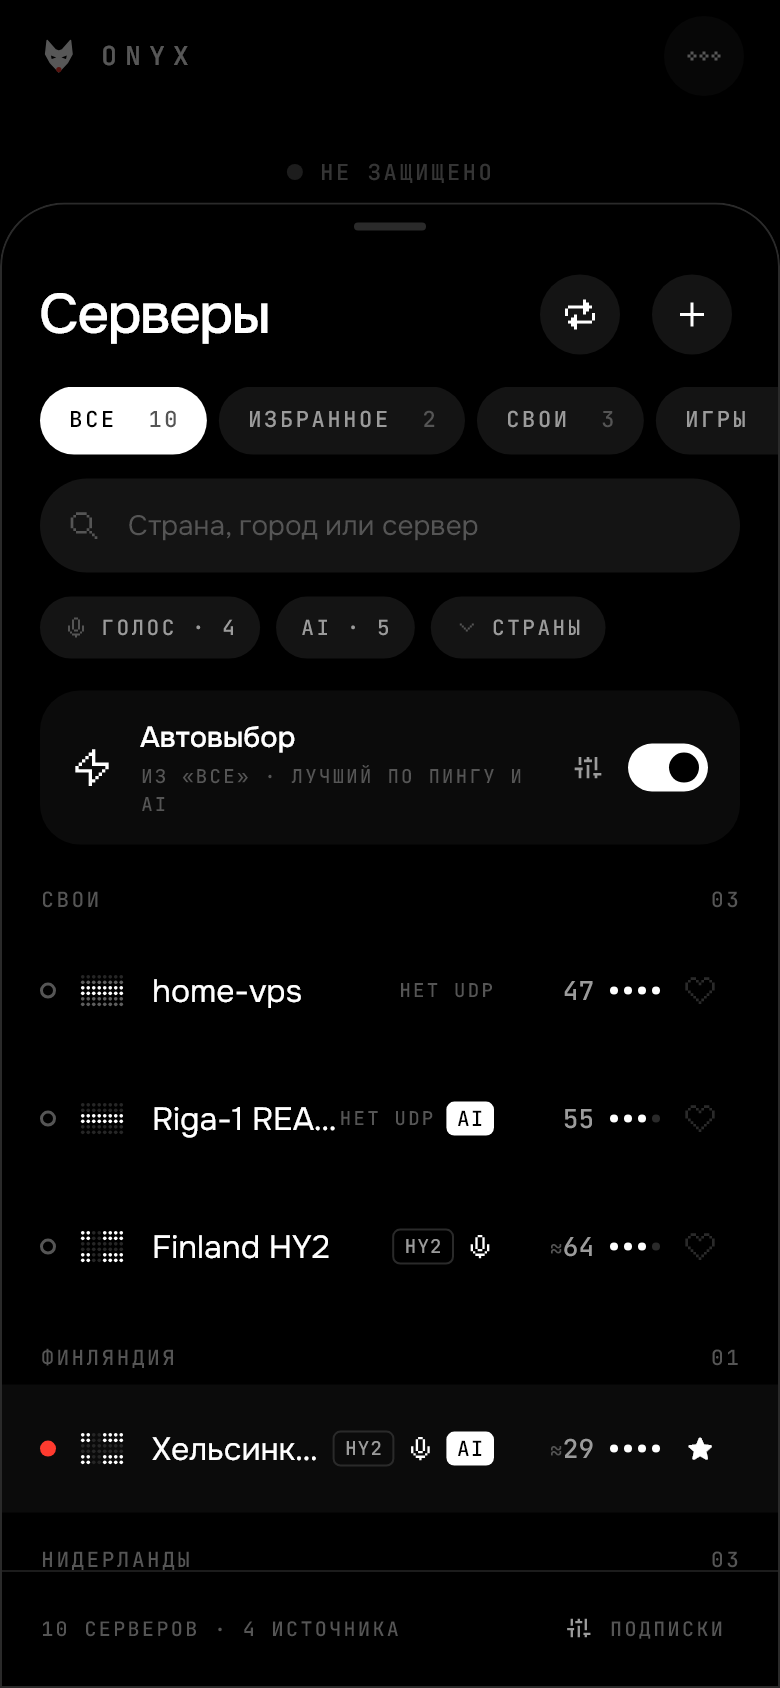 ONYX
НЕ ЗАЩИЩЕНО
Серверы
ВСЕ 10 ИЗБРАННОЕ 2 СВОИ 3 ИГРЫ
Страна, город или сервер
ГОЛОС · 4 AI · 5 СТРАНЫ
Автовыбор
ИЗ «ВСЕ» · ЛУЧШИЙ ПО ПИНГУ И
AI
СВОИ 03
home-vps НЕТ UDP 47
Riga-1 REA... НЕТ UDP AI 55
Finland HY2 HY2 ≈64
ФИНЛЯНДИЯ 01
Хельсинк... HY2 AI ≈29
НИДЕРЛАНДЫ 03
10 СЕРВЕРОВ · 4 ИСТОЧНИКА ПОДПИСКИ